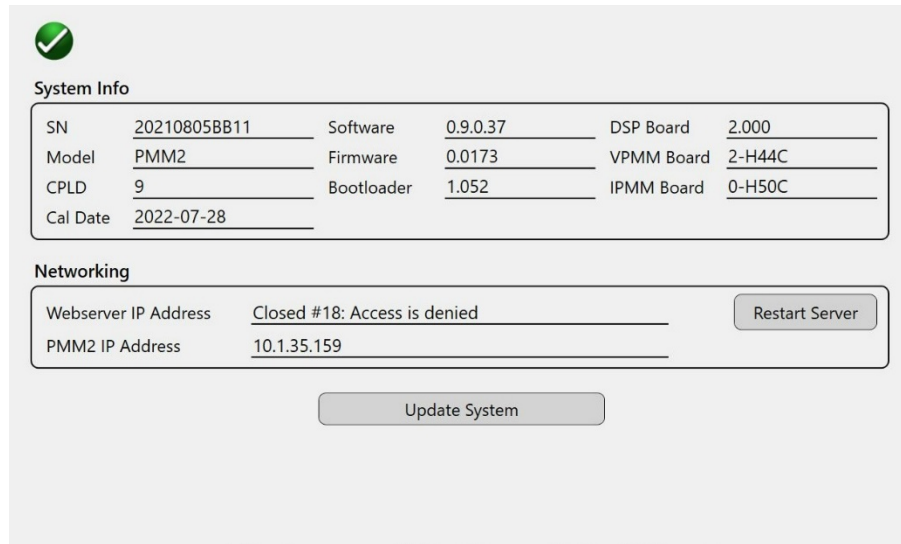 System Info
SN 20210805BB11 Software 0.9.0.37 DSP Board 2.000
Model PMM2 Firmware 0.0173 VPMM Board 2-H44C
CPLD 9 Bootloader 1.052 IPMM Board 0-H50C
Cal Date 2022-07-28
Networking
Webserver IP Address Closed #18: Access is denied Restart Server
PMM2 IP Address 10.1.35.159
Update System